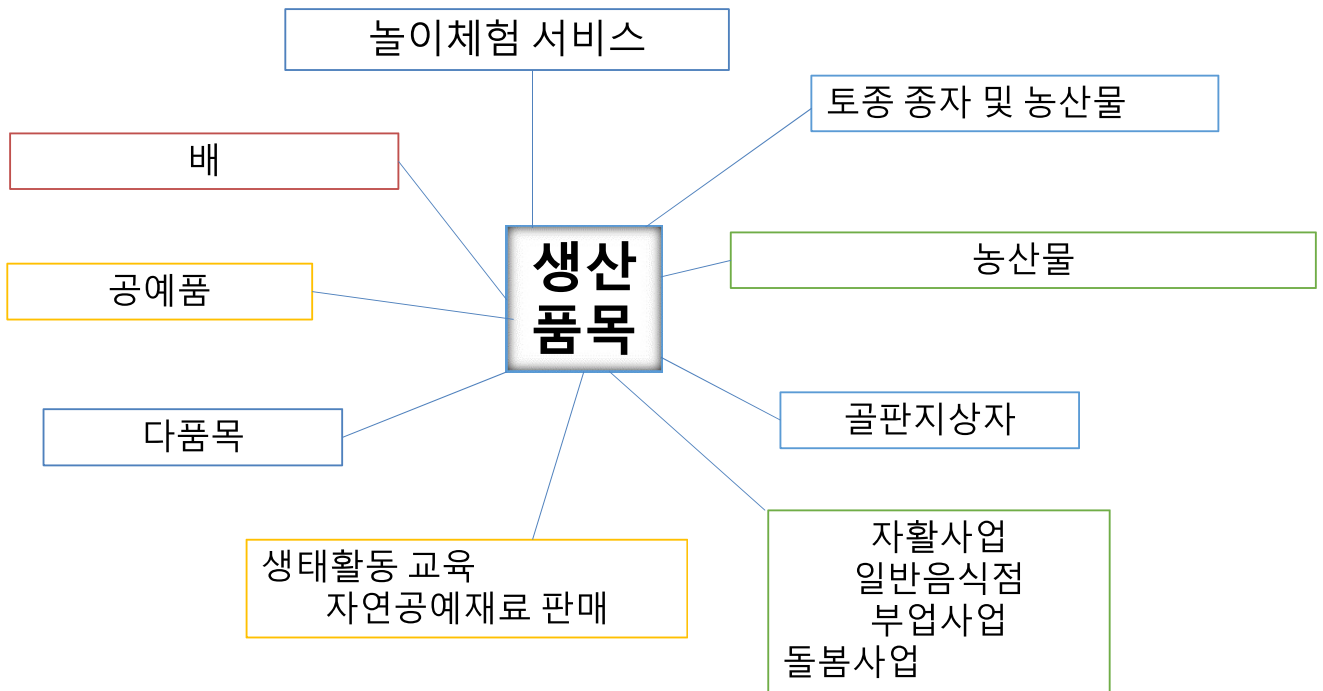 놀이체험 서비스
토종 종자 및 농산물
배
농산물
생산
품목
공예품
골판지상자
다품목
생태활동 교육
자연공예재료 판매
자활사업
일반음식점
부업사업
돌봄사업